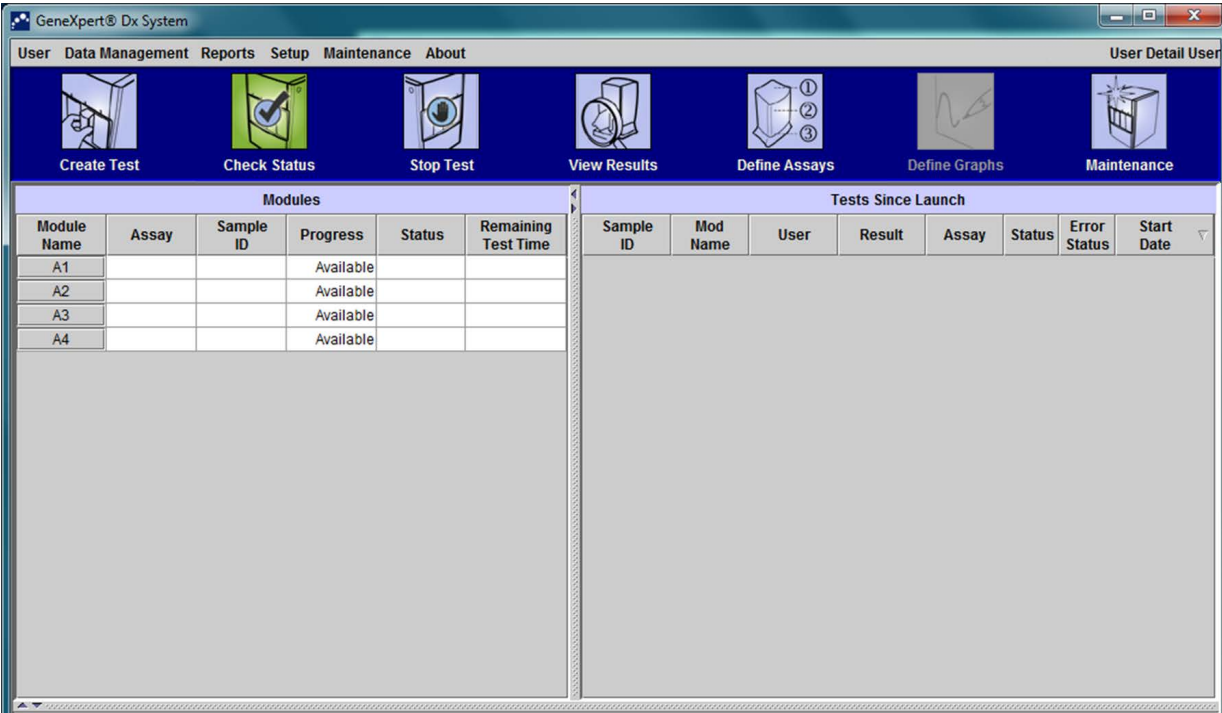 GeneXpert® Dx System
User Data Management Reports Setup Maintenance About User Detail User
① ② ③
Create Test Check Status Stop Test View Results Define Assays Define Graphs Maintenance
Modules
Module Name Assay Sample ID Progress Status Remaining Test Time
A1 Available
A2 Available
A3 Available
A4 Available
Tests Since Launch
Sample ID Mod Name User Result Assay Status Error Status Start Date